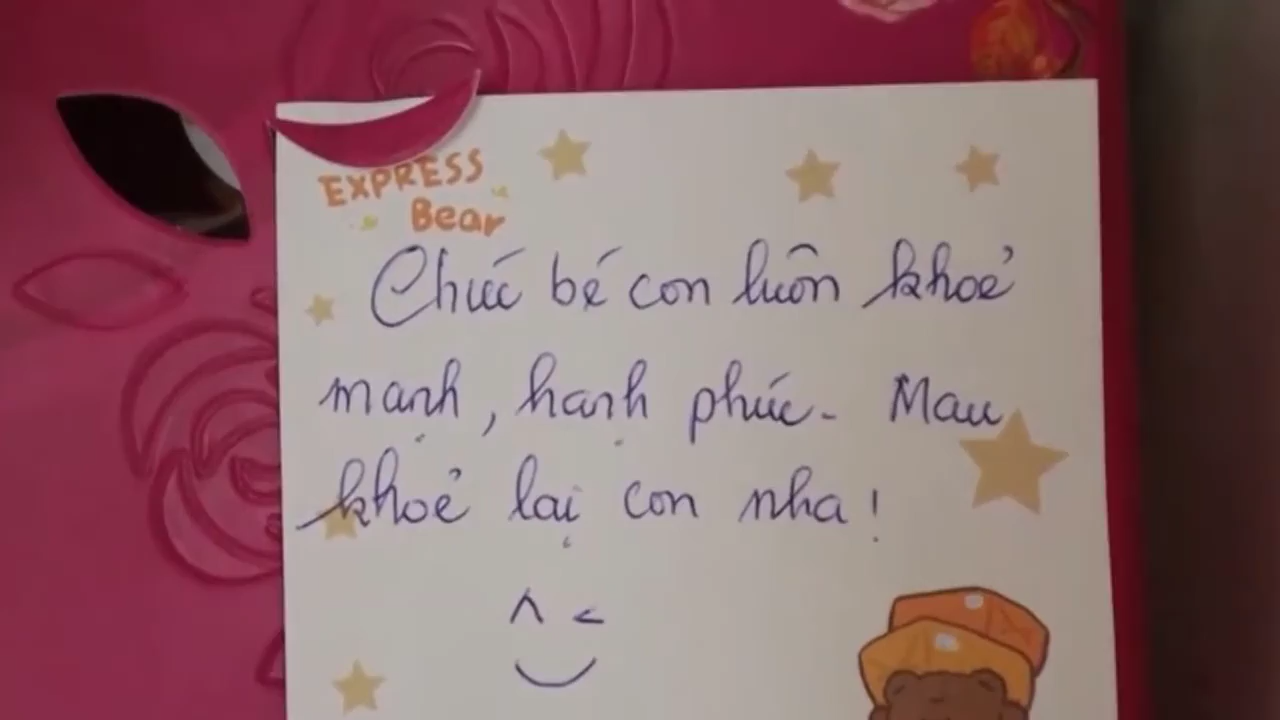 EXPRESS
Bear
Chúc bé con luôn khoẻ
mạnh, hạnh phúc. Mau
khoẻ lại con nha!